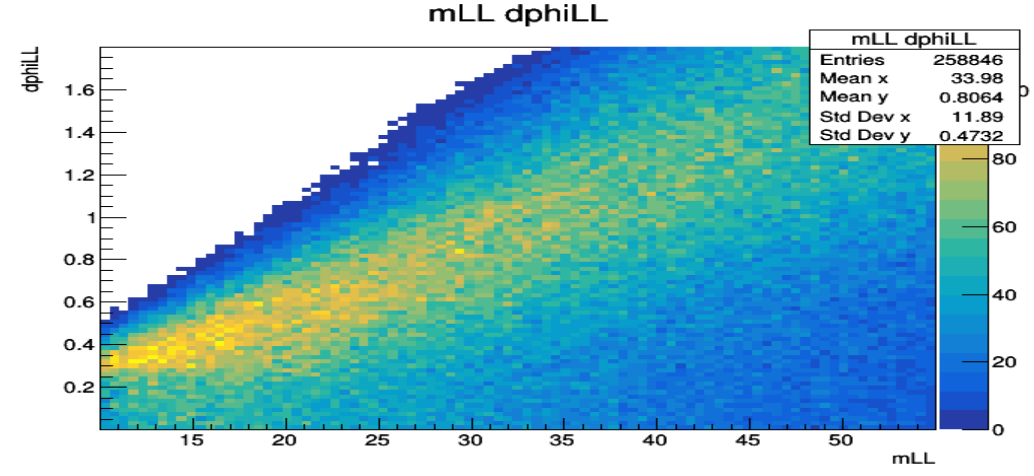 mLL dphiLL
dphiLL
mLL dphiLL
Entries 258846
Mean x 33.98
Mean y 0.8064
Std Dev x 11.89
Std Dev y 0.4732
1.6
1.4
1.2
1
0.8
0.6
0.4
0.2
80
60
40
20
0
15 20 25 30 35 40 45 50
mLL